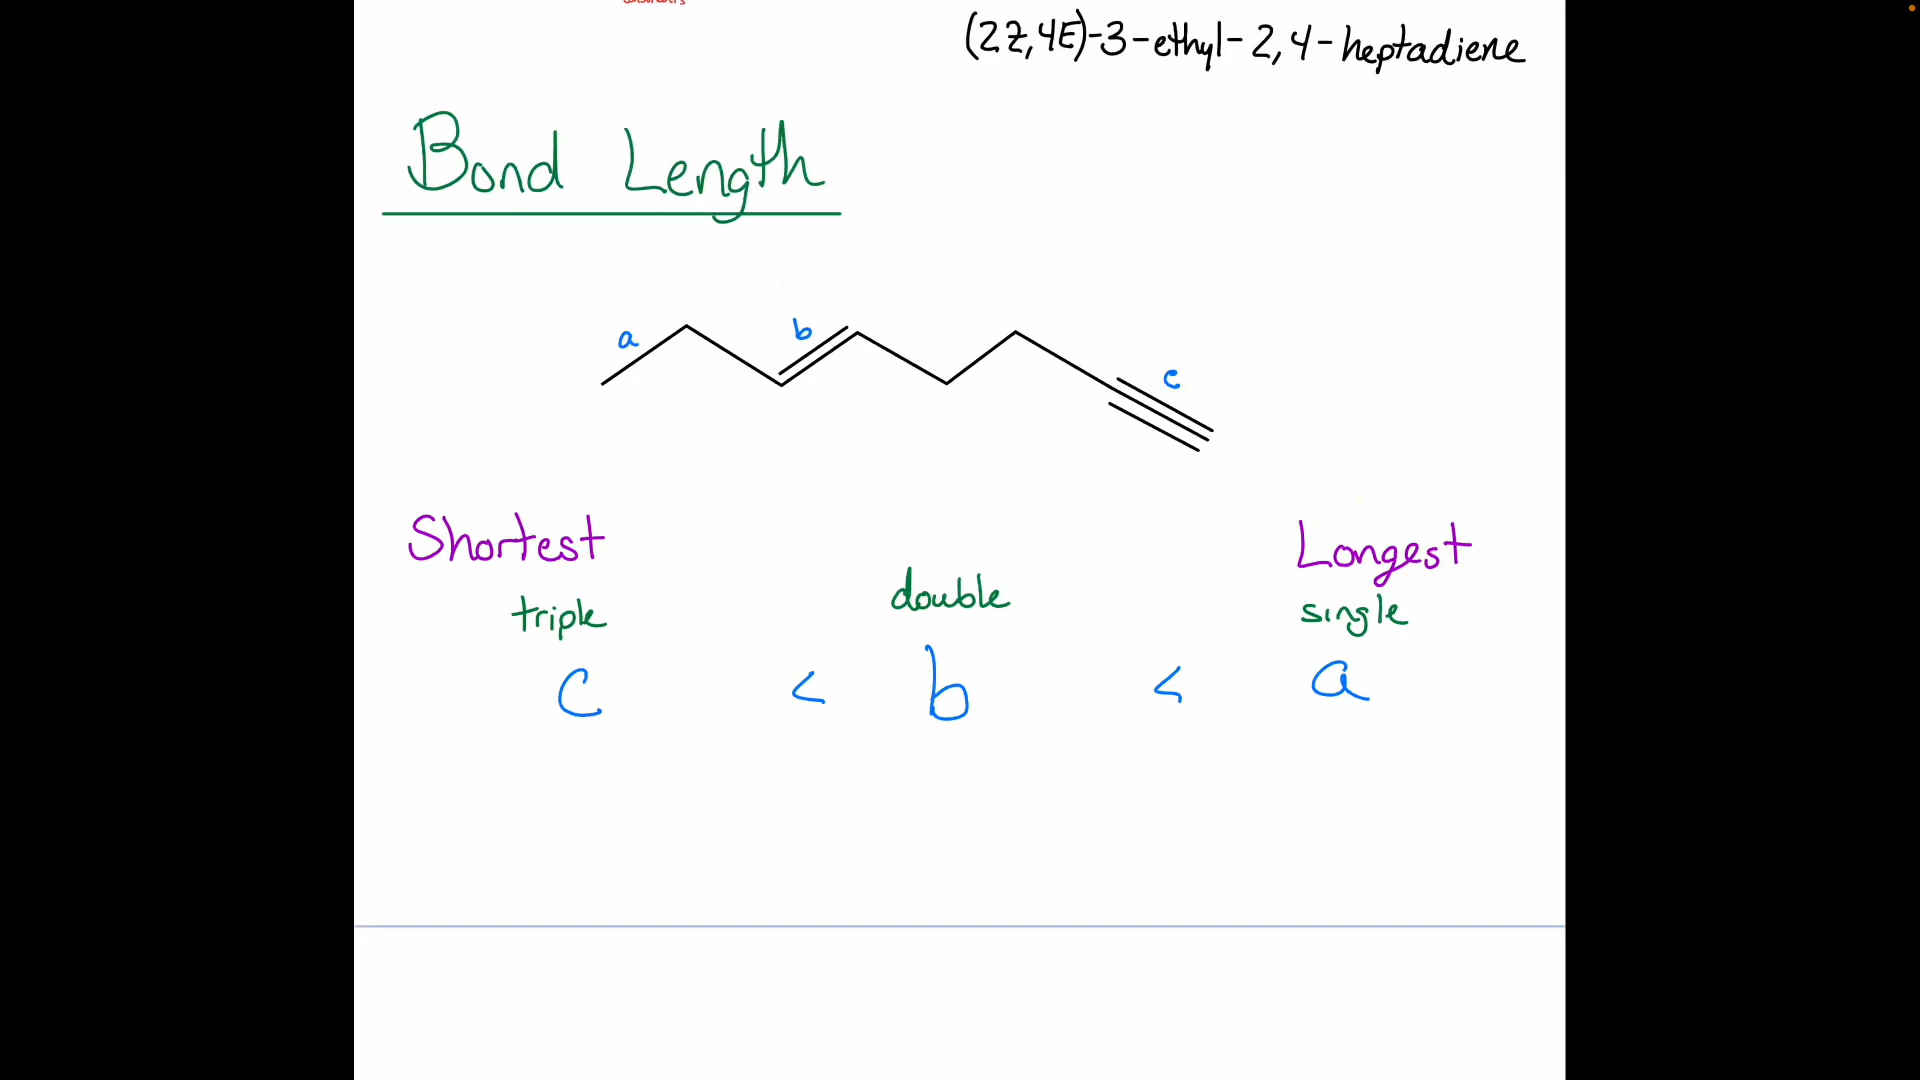 (2Z,4E)-3-ethyl-2,4-heptadiene
Bond Length
a b c
Shortest Longest
triple double single
c < b < a